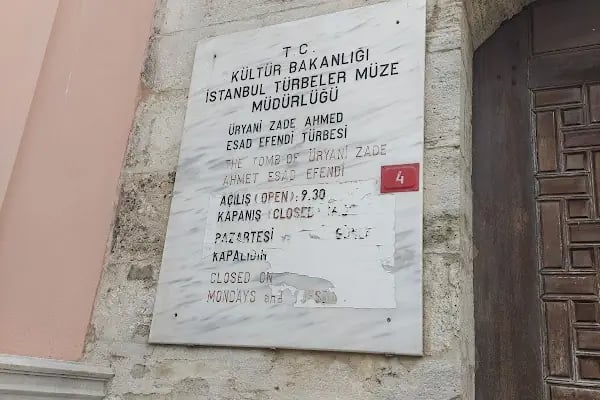 T C.
KÜLTÜR BAKANLIĞI
İSTANBUL TÜRBELER MÜZE
MÜDÜRLÜĞÜ
ÜRYANİ ZADE AHMED
ESAD EFENDİ TÜRBESİ
THE TOMB OF ÜRYANİ ZADE
AHMET ESAD EFENDİ
4
AÇILIŞ (OPEN): 9.30
KAPANIŞ (CLOSED)
PAZARTESİ
KAPALIDIR
CLOSED ON
MONDAYS and